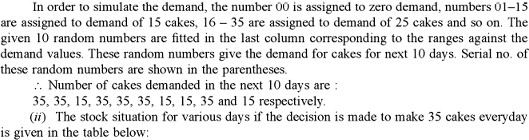 In order to simulate the demand, the number 00 is assigned to zero demand, numbers 01–15
are assigned to demand of 15 cakes, 16 – 35 are assigned to demand of 25 cakes and so on. The
given 10 random numbers are fitted in the last column corresponding to the ranges against the
demand values. These random numbers give the demand for cakes for next 10 days. Serial no. of
these random numbers are shown in the parentheses.
∴ Number of cakes demanded in the next 10 days are :
35, 35, 15, 35, 35, 35, 15, 15, 35 and 15 respectively.
(ii) The stock situation for various days if the decision is made to make 35 cakes everyday
is given in the table below: